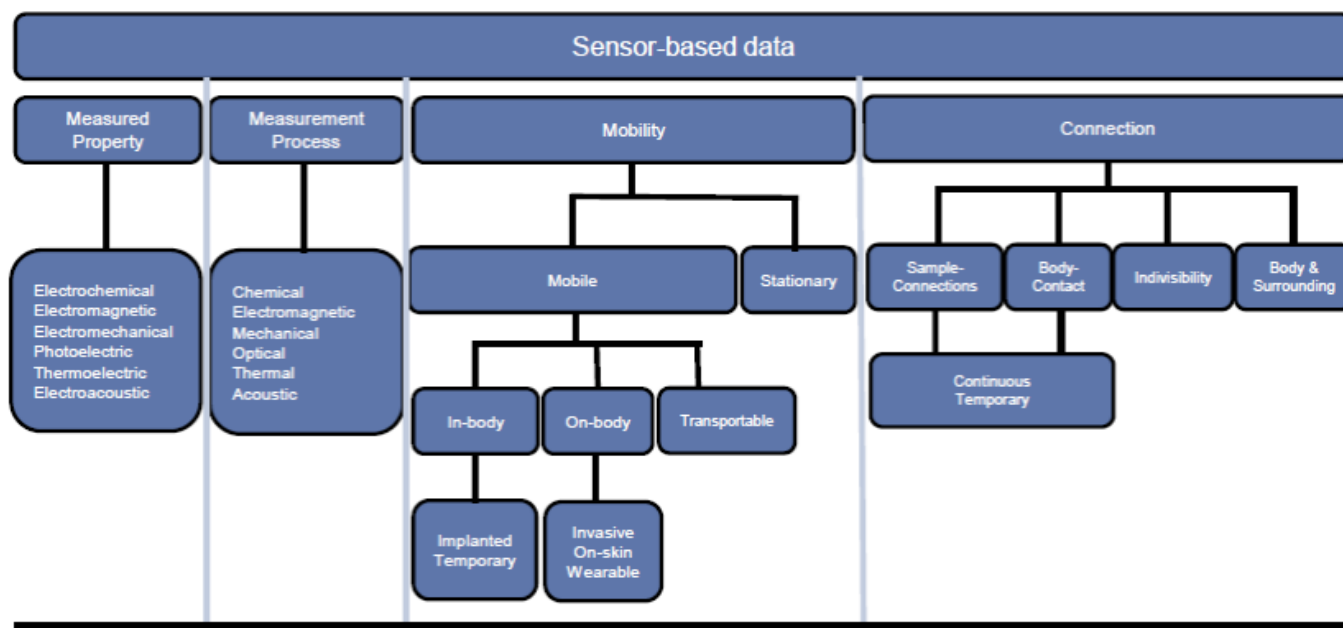 Sensor-based data
Measured
Property
Measurement
Process
Mobility
Connection
Electrochemical
Electromagnetic
Electromechanical
Photoelectric
Thermoelectric
Electroacoustic
Chemical
Electromagnetic
Mechanical
Optical
Thermal
Acoustic
Mobile
Stationary
Sample-
Connections
Body-
Contact
Indivisibility
Body &
Surrounding
In-body
On-body
Transportable
Continuous
Temporary
Implanted
Temporary
Invasive
On-skin
Wearable